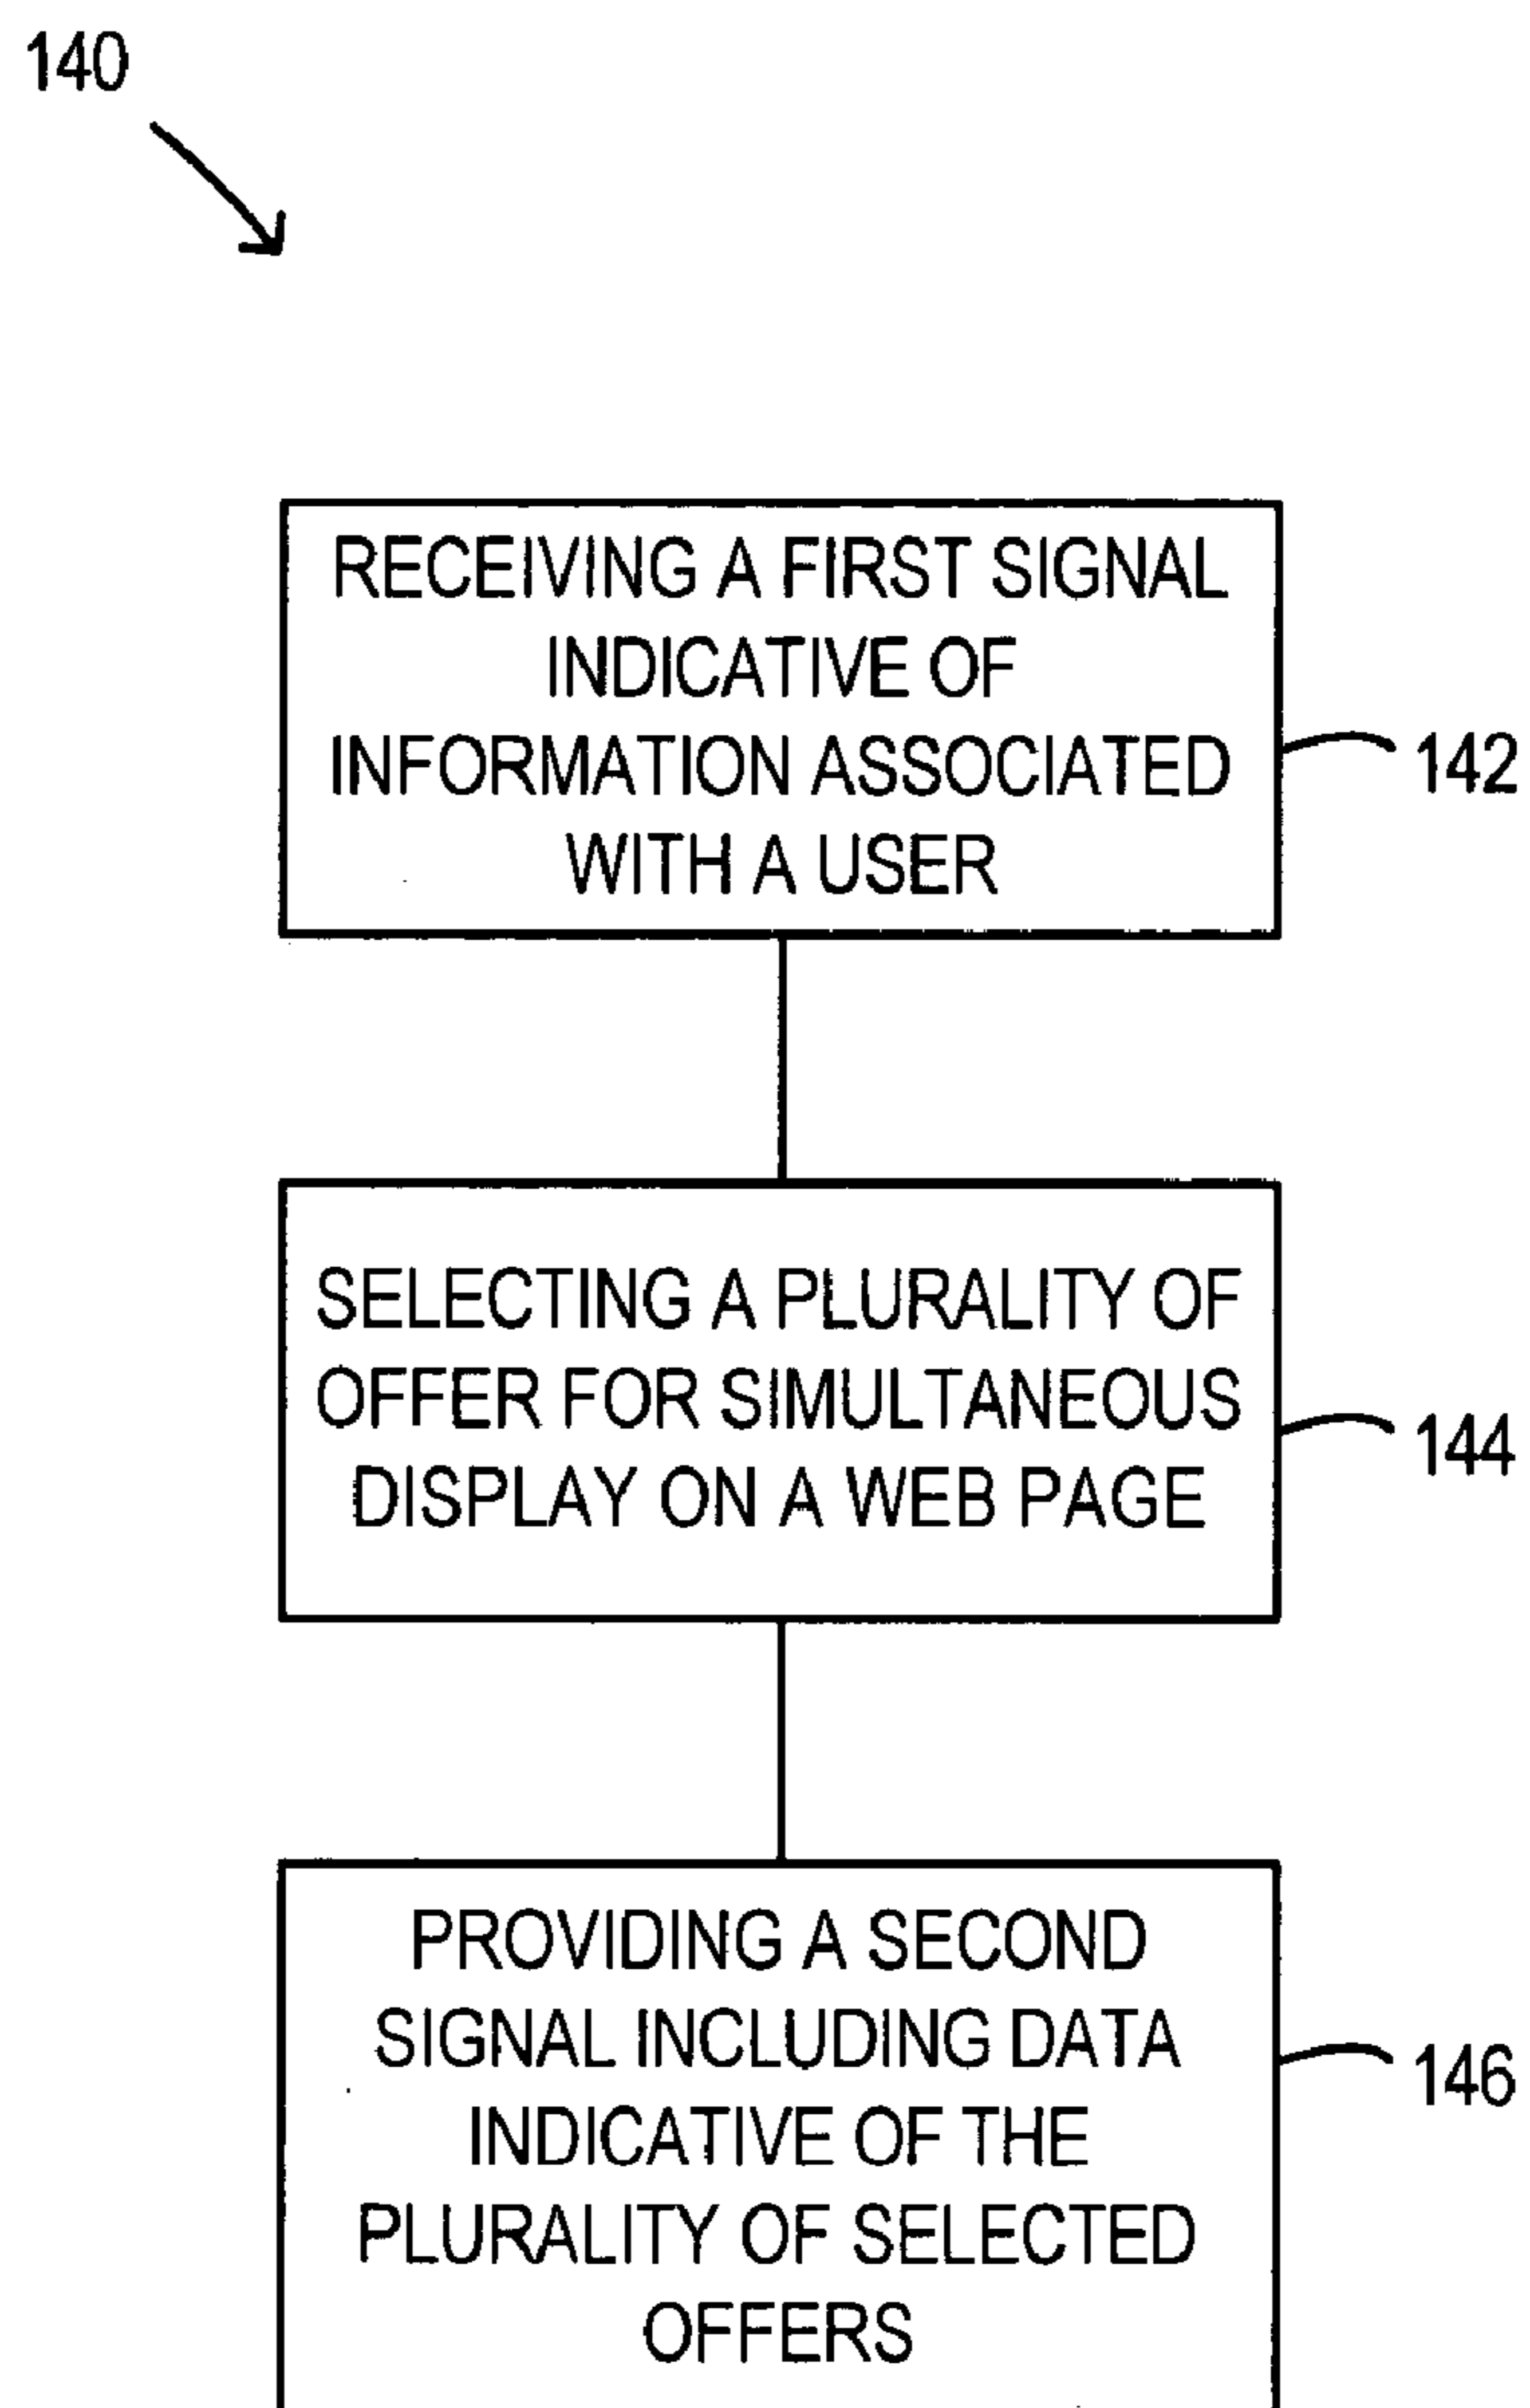 140
RECEIVING A FIRST SIGNAL
INDICATIVE OF
INFORMATION ASSOCIATED
WITH A USER
142
SELECTING A PLURALITY OF
OFFER FOR SIMULTANEOUS
DISPLAY ON A WEB PAGE
144
PROVIDING A SECOND
SIGNAL INCLUDING DATA
INDICATIVE OF THE
PLURALITY OF SELECTED
OFFERS
146